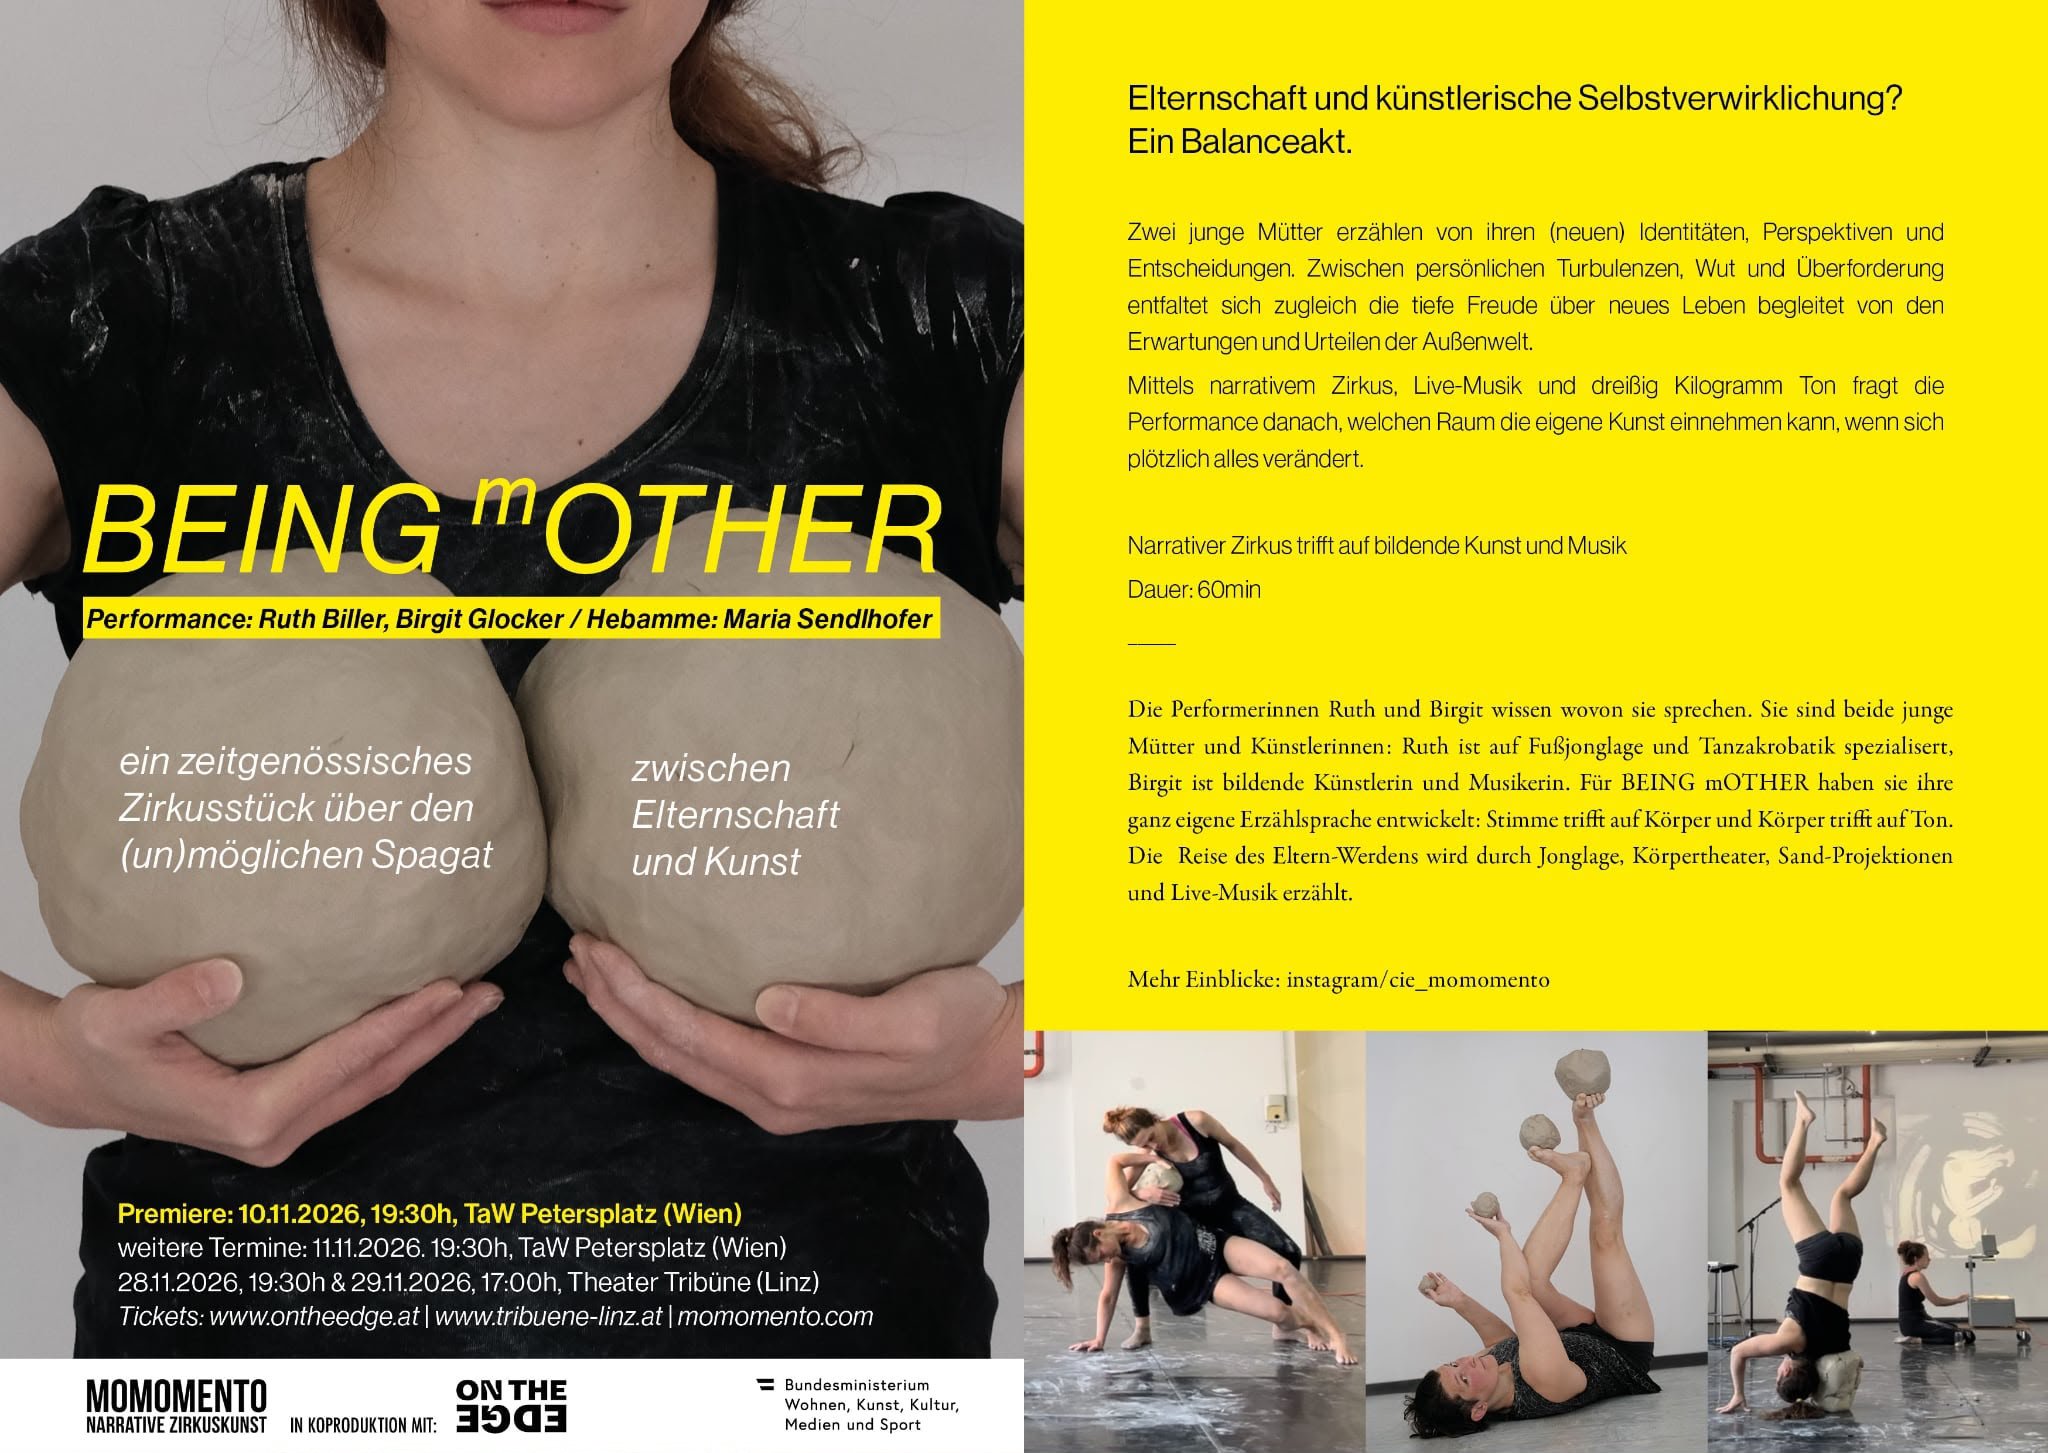 BEING mOTHER
Performance: Ruth Biller, Birgit Glocker / Hebamme: Maria Sendlhofer
ein zeitgenössisches
Zirkusstück über den
(un)möglichen Spagat
zwischen
Elternschaft
und Kunst
Premiere: 10.11.2026, 19:30h, TaW Petersplatz (Wien)
weitere Termine: 11.11.2026. 19:30h, TaW Petersplatz (Wien)
28.11.2026, 19:30h & 29.11.2026, 17:00h, Theater Tribüne (Linz)
Tickets: www.ontheedge.at | www.tribuene-linz.at | momomento.com
MOMOMENTO
NARRATIVE ZIRKUSKUNST
IN KOPRODUKTION MIT:
ON THE
EDGE
Bundesministerium
Wohnen, Kunst, Kultur,
Medien und Sport
Elternschaft und künstlerische Selbstverwirklichung?
Ein Balanceakt.
Zwei junge Mütter erzählen von ihren (neuen) Identitäten, Perspektiven und
Entscheidungen. Zwischen persönlichen Turbulenzen, Wut und Überforderung
entfaltet sich zugleich die tiefe Freude über neues Leben begleitet von den
Erwartungen und Urteilen der Außenwelt.
Mittels narrativem Zirkus, Live-Musik und dreißig Kilogramm Ton fragt die
Performance danach, welchen Raum die eigene Kunst einnehmen kann, wenn sich
plötzlich alles verändert.
Narrativer Zirkus trifft auf bildende Kunst und Musik
Dauer: 60min
Die Performerinnen Ruth und Birgit wissen wovon sie sprechen. Sie sind beide junge
Mütter und Künstlerinnen: Ruth ist auf Fußjonglage und Tanzakrobatik spezialisert,
Birgit ist bildende Künstlerin und Musikerin. Für BEING mOTHER haben sie ihre
ganz eigene Erzählsprache entwickelt: Stimme trifft auf Körper und Körper trifft auf Ton.
Die Reise des Eltern-Werdens wird durch Jonglage, Körpertheater, Sand-Projektionen
und Live-Musik erzählt.
Mehr Einblicke: instagram/cie_momomento